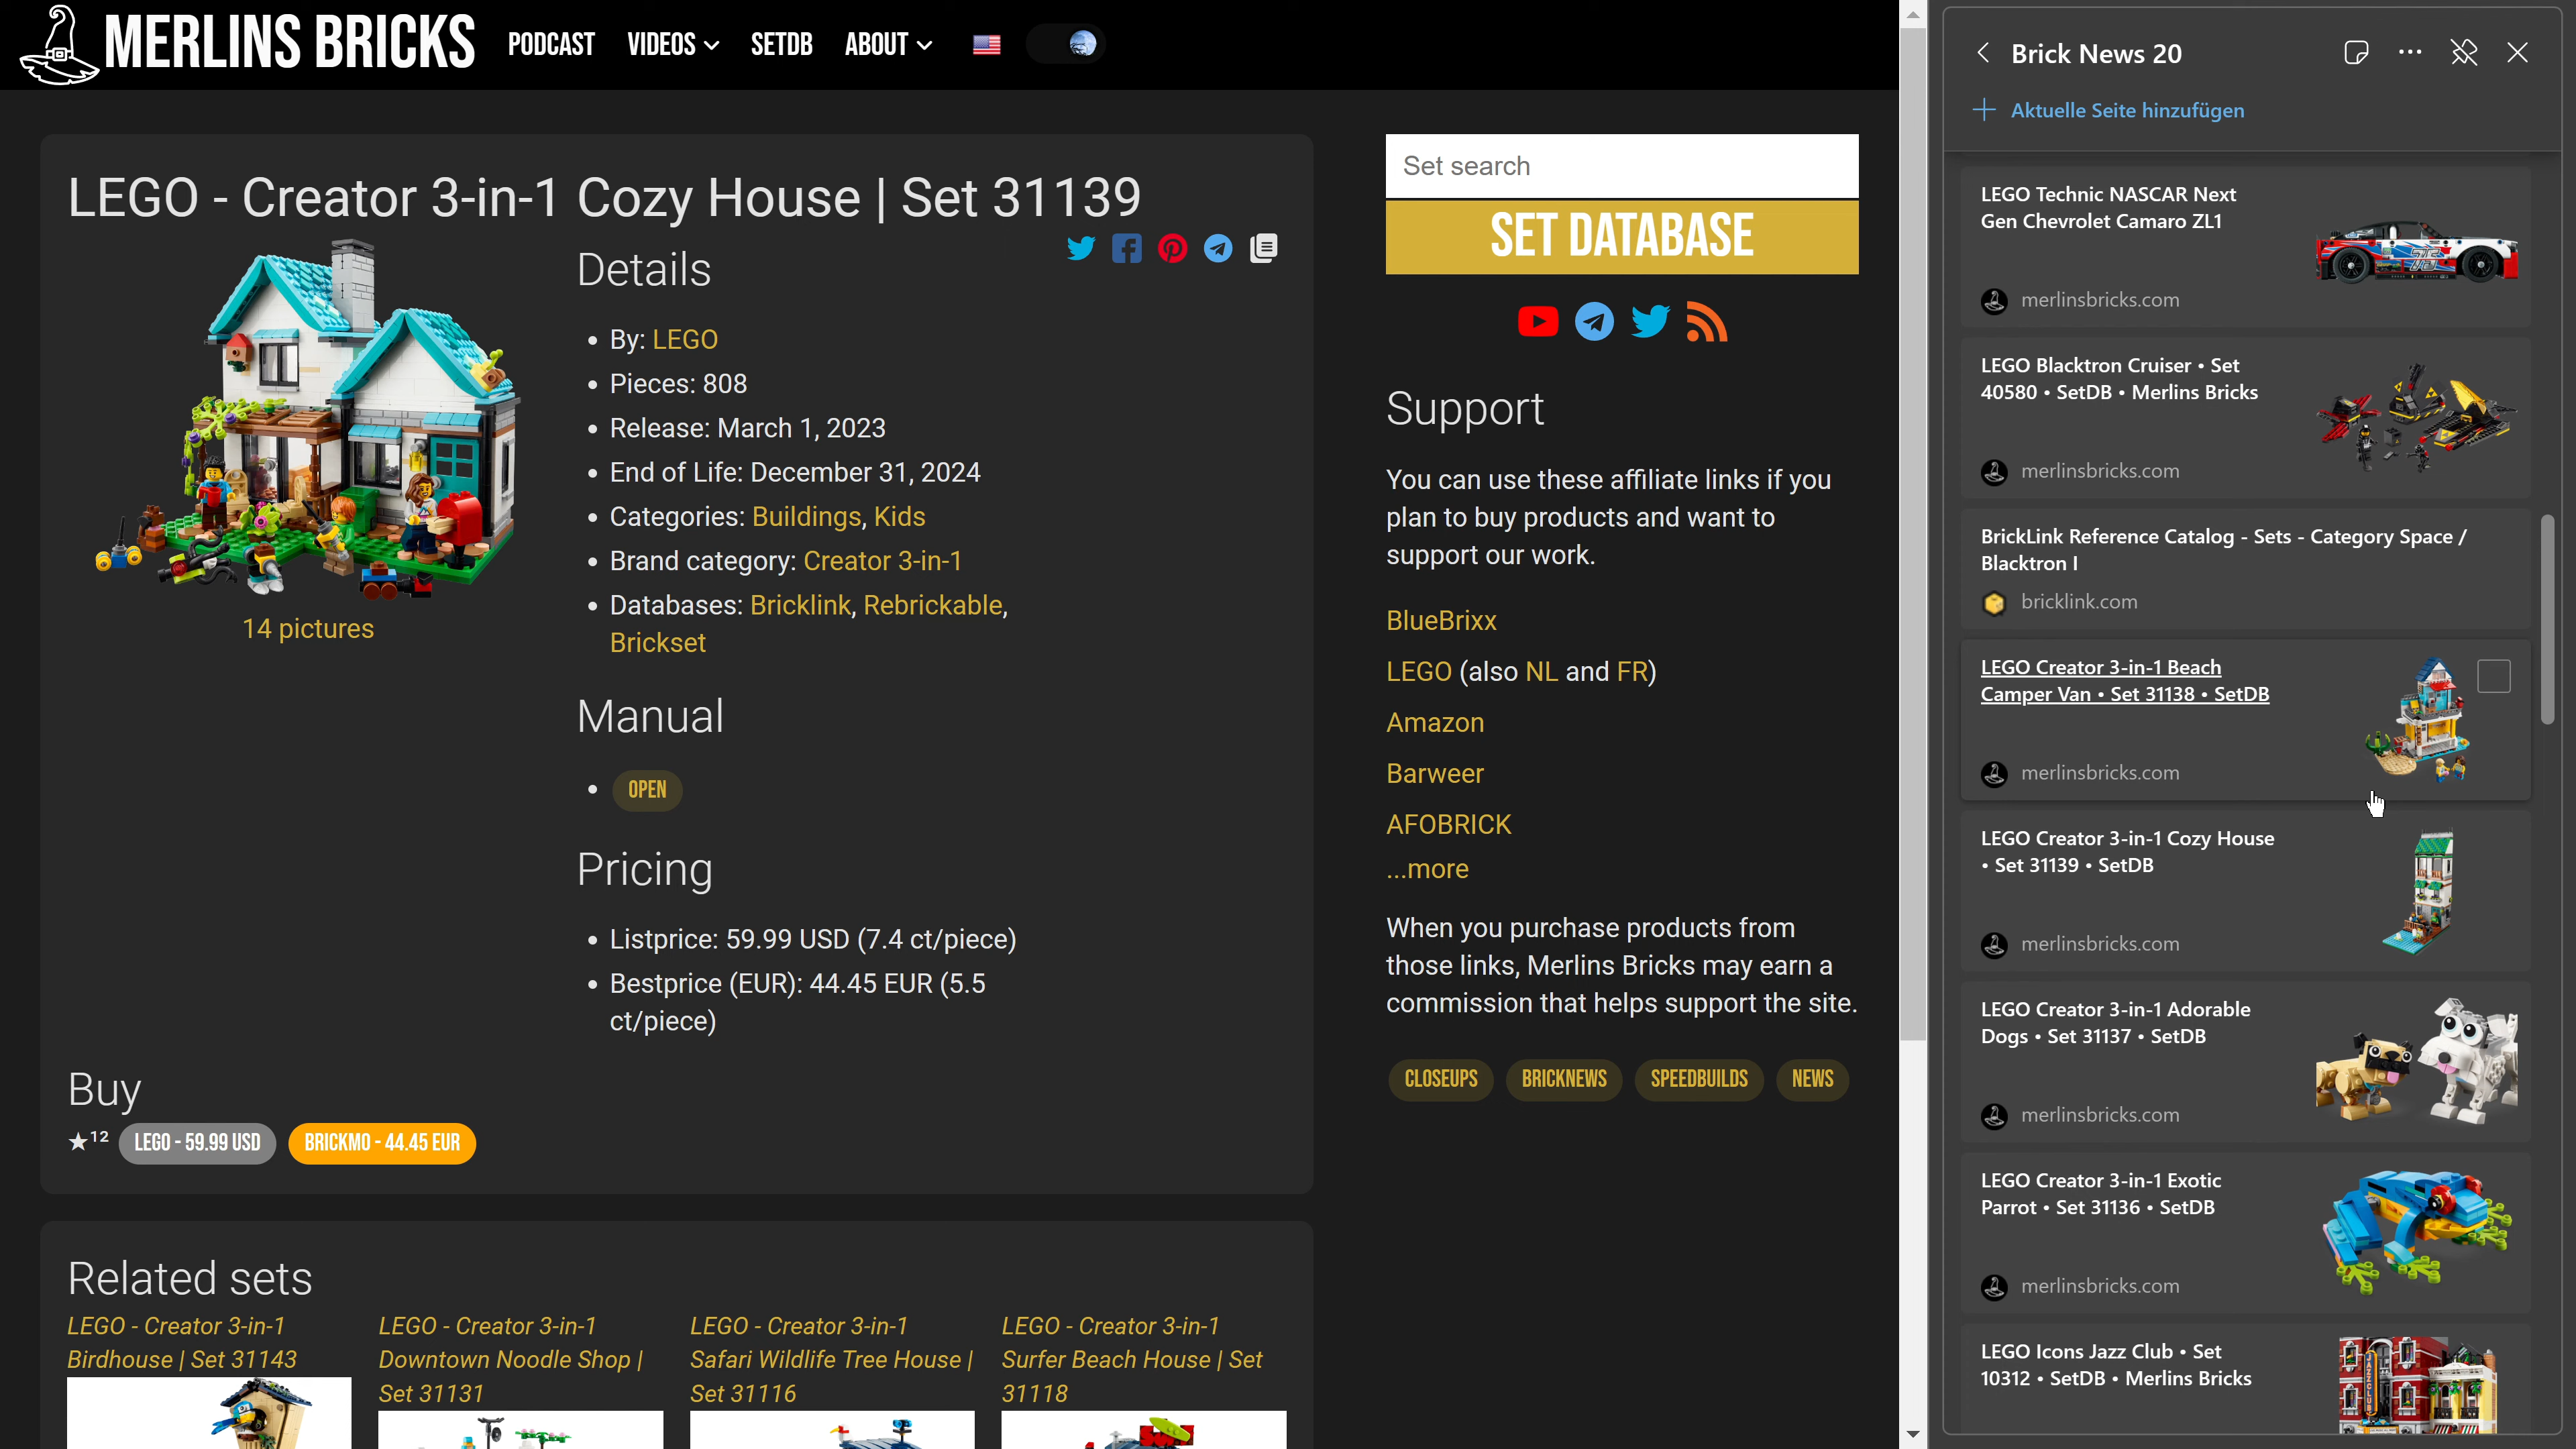 MERLINS BRICKS
PODCAST
VIDEOS
SETDB
ABOUT
LEGO - Creator 3-in-1 Cozy House | Set 31139
14 pictures
Details
• By: LEGO
• Pieces: 808
• Release: March 1, 2023
• End of Life: December 31, 2024
• Categories: Buildings, Kids
• Brand category: Creator 3-in-1
• Databases: Bricklink, Rebrickable,
Brickset
Manual
• OPEN
Pricing
• Listprice: 59.99 USD (7.4 ct/piece)
• Bestprice (EUR): 44.45 EUR (5.5
ct/piece)
Buy
★12
LEGO - 59.99 USD
BRICKMO - 44.45 EUR
Related sets
LEGO - Creator 3-in-1
Birdhouse | Set 31143
LEGO - Creator 3-in-1
Downtown Noodle Shop |
Set 31131
LEGO - Creator 3-in-1
Safari Wildlife Tree House |
Set 31116
LEGO - Creator 3-in-1
Surfer Beach House | Set
31118
Set search
SET DATABASE
Support
You can use these affiliate links if you
plan to buy products and want to
support our work.
BlueBrixx
LEGO (also NL and FR)
Amazon
Barweer
AFOBRICK
...more
When you purchase products from
those links, Merlins Bricks may earn a
commission that helps support the site.
CLOSEUPS
BRICKNEWS
SPEEDBUILDS
NEWS
Brick News 20
Aktuelle Seite hinzufügen
LEGO Technic NASCAR Next
Gen Chevrolet Camaro ZL1
merlinsbricks.com
LEGO Blacktron Cruiser • Set
40580 • SetDB • Merlins Bricks
merlinsbricks.com
BrickLink Reference Catalog - Sets - Category Space /
Blacktron I
bricklink.com
LEGO Creator 3-in-1 Beach
Camper Van • Set 31138 • SetDB
merlinsbricks.com
LEGO Creator 3-in-1 Cozy House
• Set 31139 • SetDB
merlinsbricks.com
LEGO Creator 3-in-1 Adorable
Dogs • Set 31137 • SetDB
merlinsbricks.com
LEGO Creator 3-in-1 Exotic
Parrot • Set 31136 • SetDB
merlinsbricks.com
LEGO Icons Jazz Club • Set
10312 • SetDB • Merlins Bricks
JAZZ CLUB